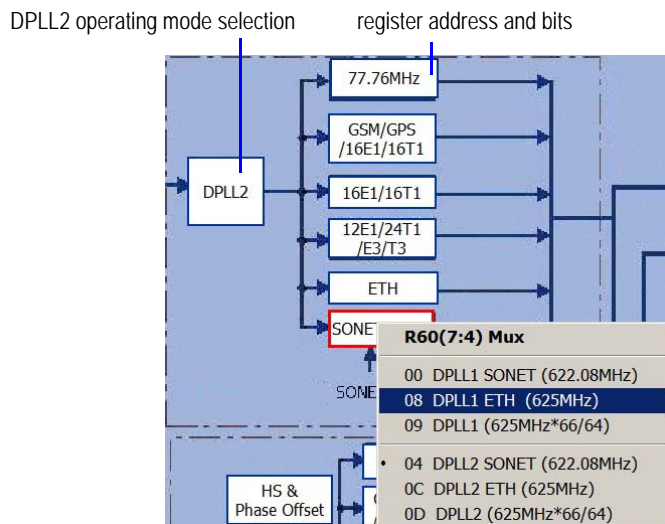 DPLL2 operating mode selection
register address and bits
77.76MHz
GSM/GPS
/16E1/16T1
DPLL2
16E1/16T1
12E1/24T1
/E3/T3
ETH
SONE
SONE
R60(7:4) Mux
00 DPLL1 SONET (622.08MHz)
08 DPLL1 ETH (625MHz)
09 DPLL1 (625MHz*66/64)
• 04 DPLL2 SONET (622.08MHz)
0C DPLL2 ETH (625MHz)
0D DPLL2 (625MHz*66/64)
HS &
Phase Offset